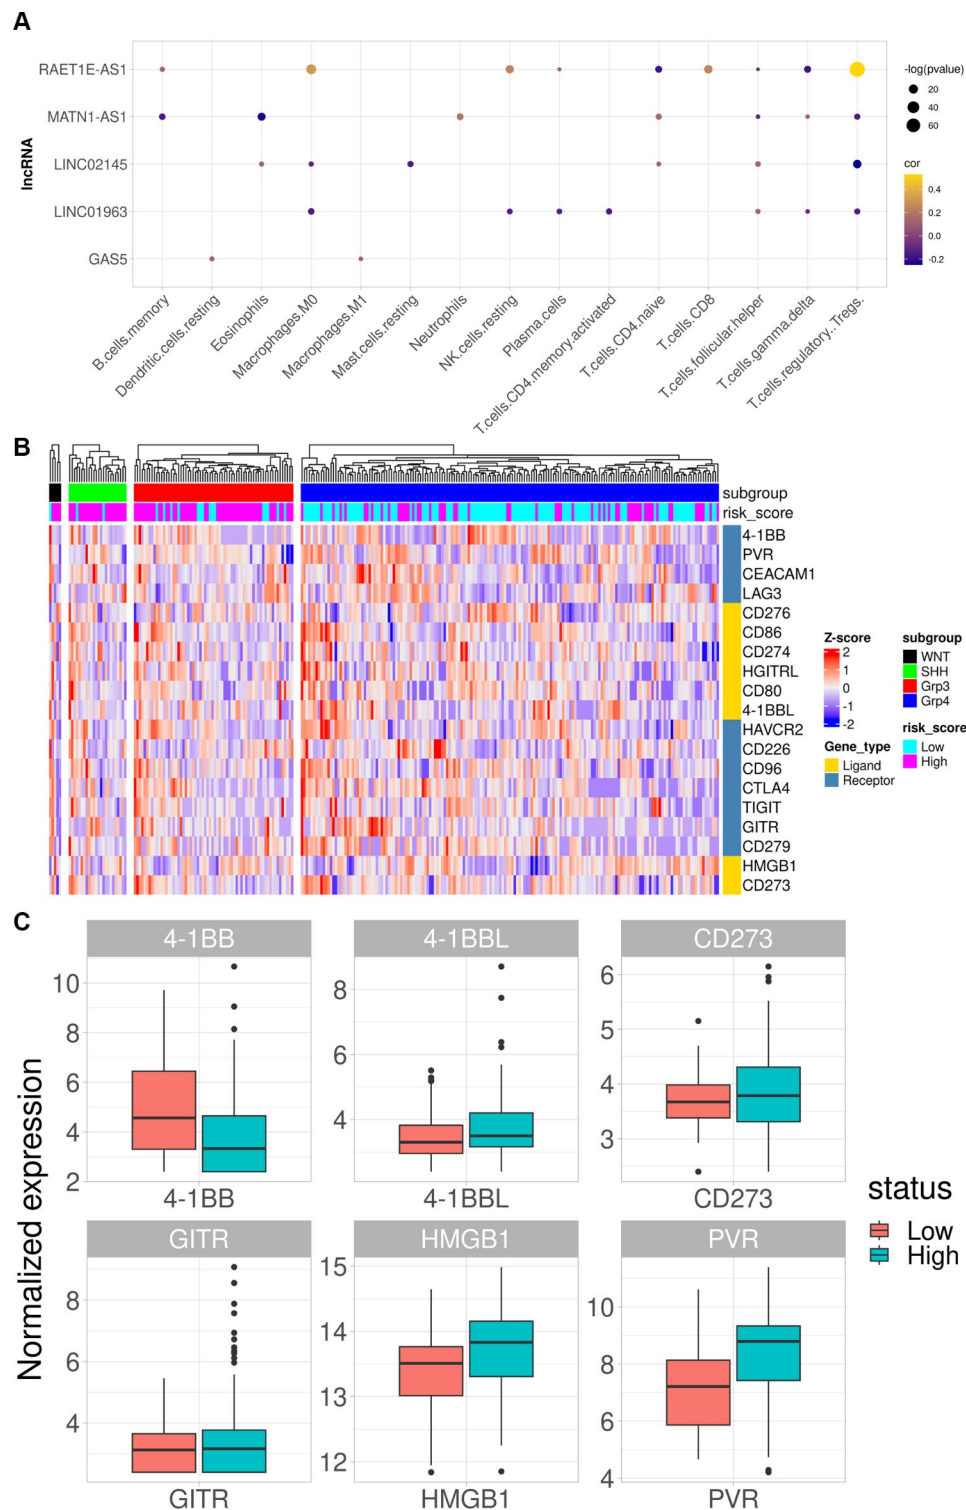 A
RAET1E-AS1
MATN1-AS1
LINC02145
LINC01963
GAS5
lncRNA
B.cells.memory
Dendritic.cells.resting
Eosinophils
Macrophages.M0
Macrophages.M1
Mast.cells.resting
Neutrophils
NK.cells.resting
Plasma.cells
T.cells.CD4.memory.activated
T.cells.CD4.naive
T.cells.CD8
T.cells.follicular.helper
T.cells.gamma.delta
T.cells.regulatory..Tregs.
-log(pvalue)
20
40
60
cor
0.4
0.2
0.0
-0.2
B
subgroup
risk_score
4-1BB
PVR
CEACAM1
LAG3
CD276
CD86
CD274
HGITRL
CD80
4-1BBL
HAVCR2
CD226
CD96
CTLA4
TIGIT
GITR
CD279
HMGB1
CD273
Z-score
2
1
0
-1
-2
Gene_type
Ligand
Receptor
subgroup
WNT
SHH
Grp3
Grp4
risk_score
Low
High
C
Normalized expression
4-1BB
10
8
6
4
2
4-1BB
4-1BBL
8
6
4
4-1BBL
CD273
6
5
4
3
CD273
GITR
8
6
4
GITR
HMGB1
15
14
13
12
HMGB1
PVR
10
8
6
4
PVR
status
Low
High